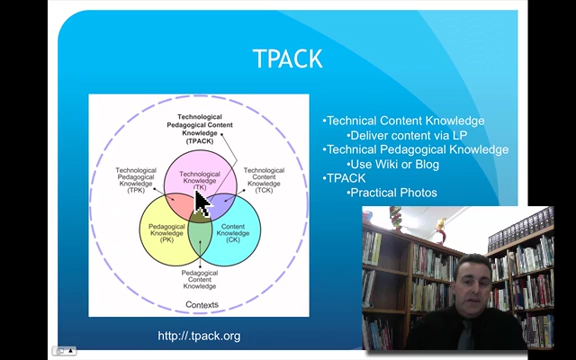 TPACK
Technological
Pedagogical Content
Knowledge
(TPACK)
Technological
Pedagogical
Knowledge
(TPK)
Technological
Knowledge
(TK)
Technological
Content
Knowledge
(TCK)
Pedagogical
Knowledge
(PK)
Content
Knowledge
(CK)
Pedagogical
Content
Knowledge
Contexts
http://.tpack.org
•Technical Content Knowledge
•Deliver content via LP
•Technical Pedagogical Knowledge
•Use Wiki or Blog
•TPACK
•Practical Photos